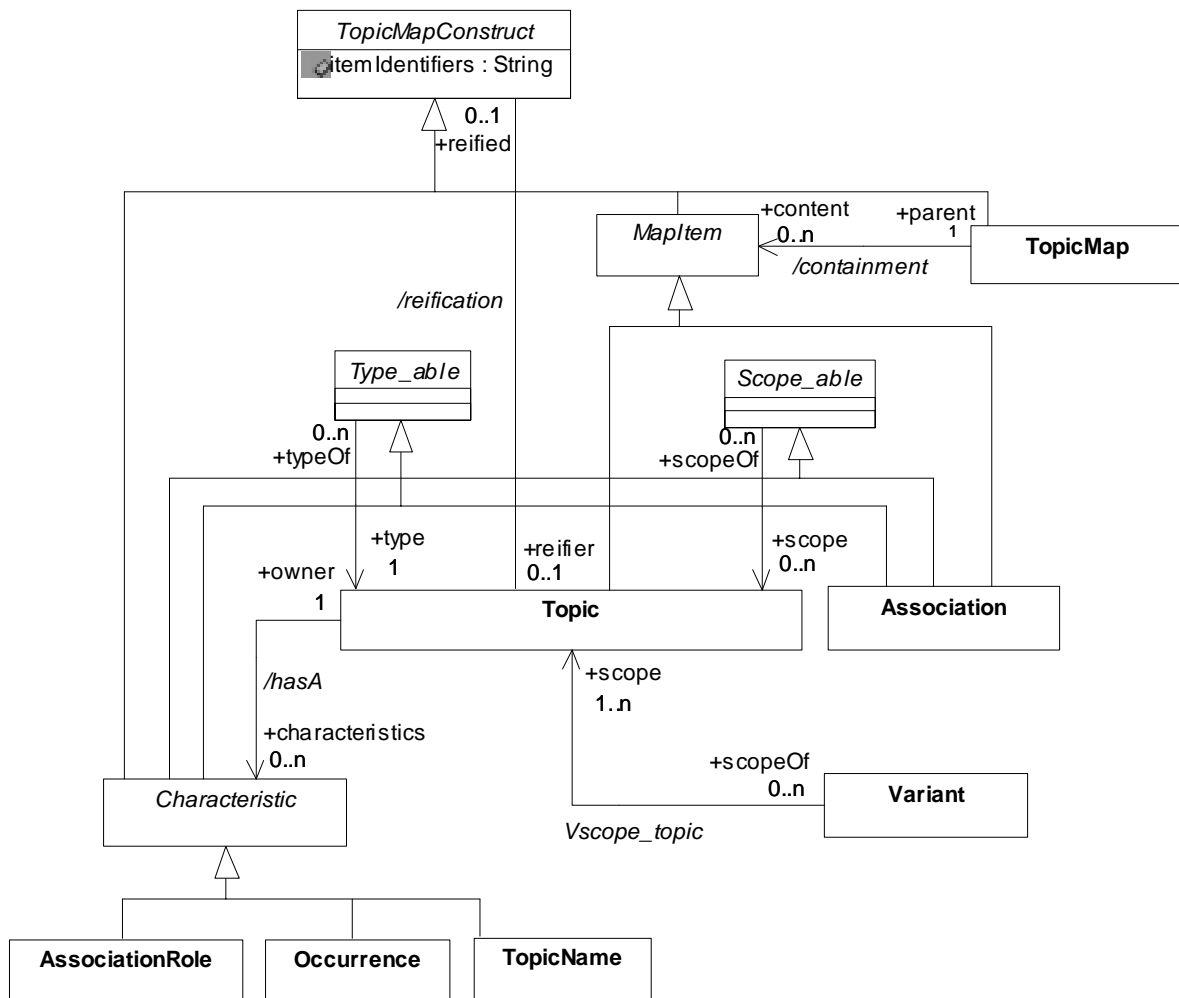 TopicMapConstruct
itemIdentifiers : String
0..1
+reified
+content
0..n
+parent
1
MapItem
TopicMap
/containment
/reification
Type_able
Scope_able
0..n
+typeOf
0..n
+scopeOf
+type
1
+reifier
0..1
+scope
0..n
+owner
1
Topic
Association
/hasA
+scope
1..n
+characteristics
0..n
+scopeOf
0..n
Characteristic
Variant
Vscope_topic
AssociationRole
Occurrence
TopicName